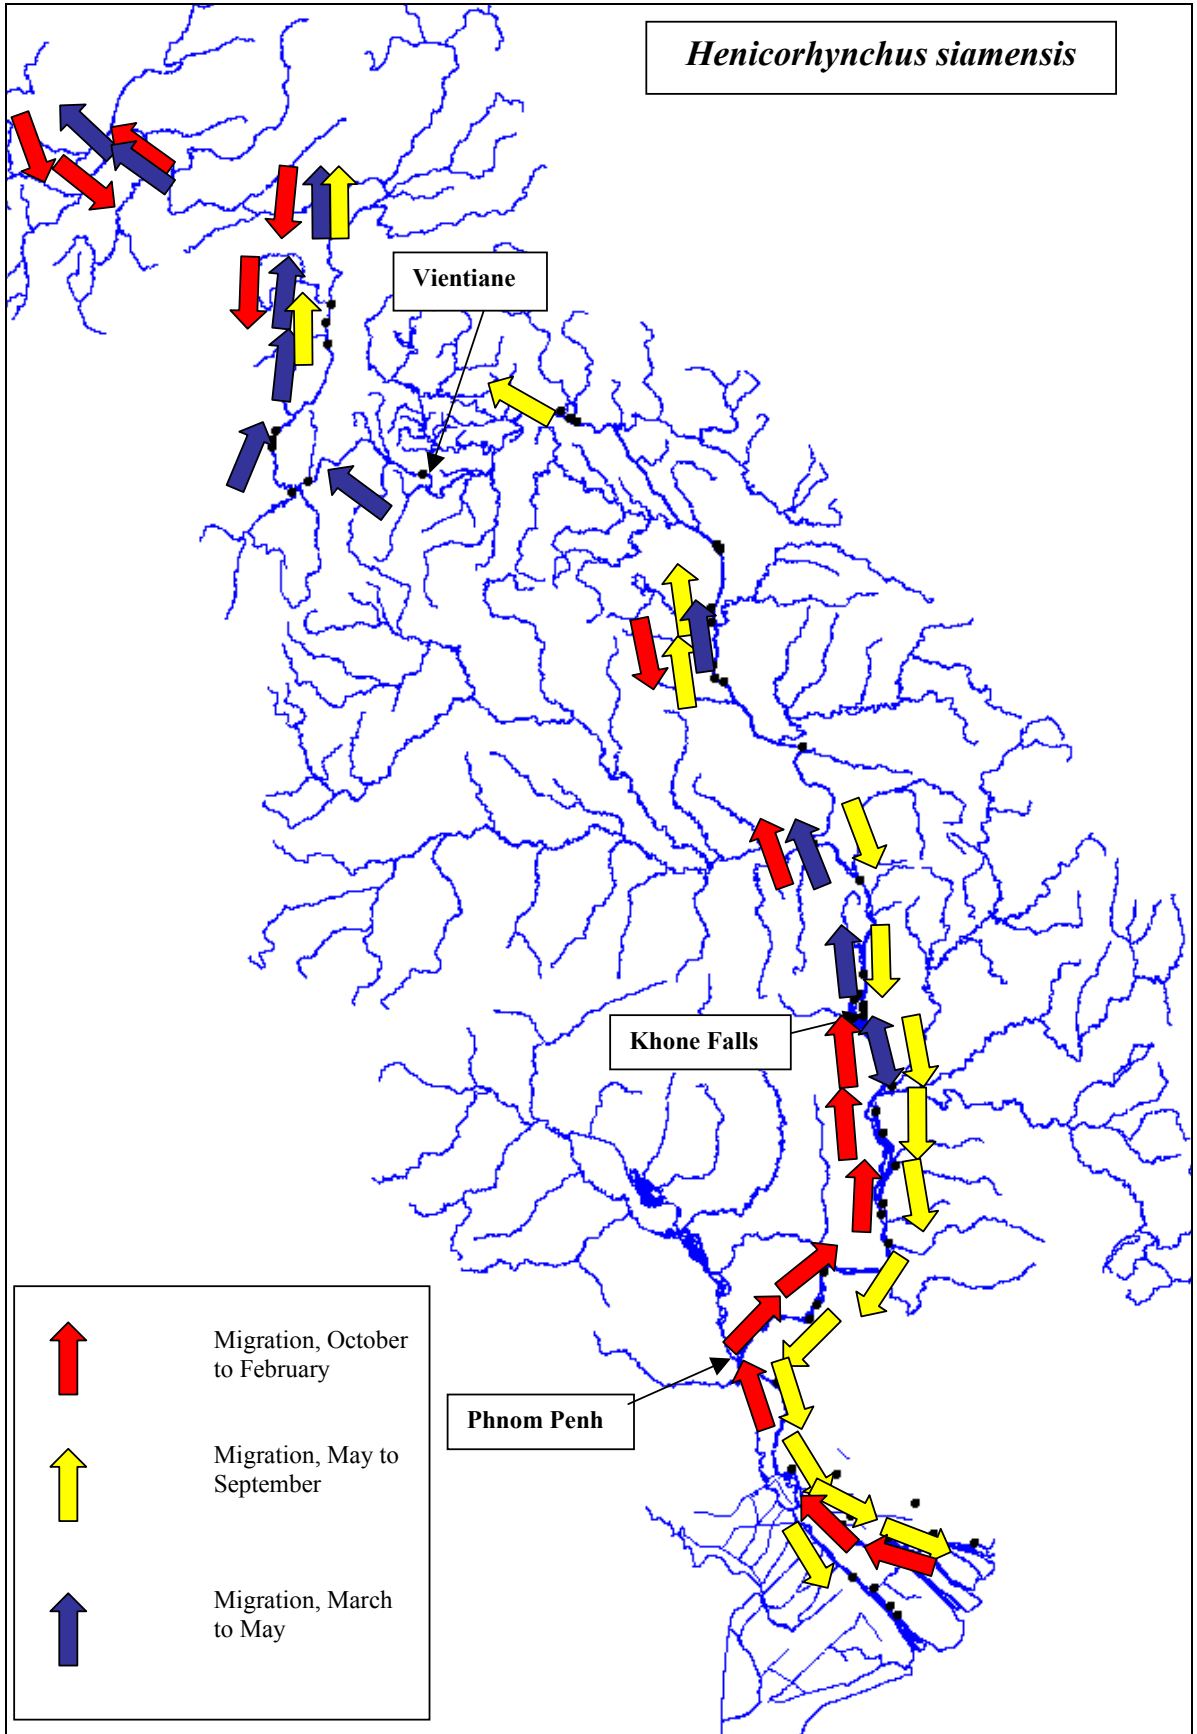 Henicorhynchus siamensis
Vientiane
Khone Falls
Phnom Penh
Migration, October
to February
Migration, May to
September
Migration, March
to May